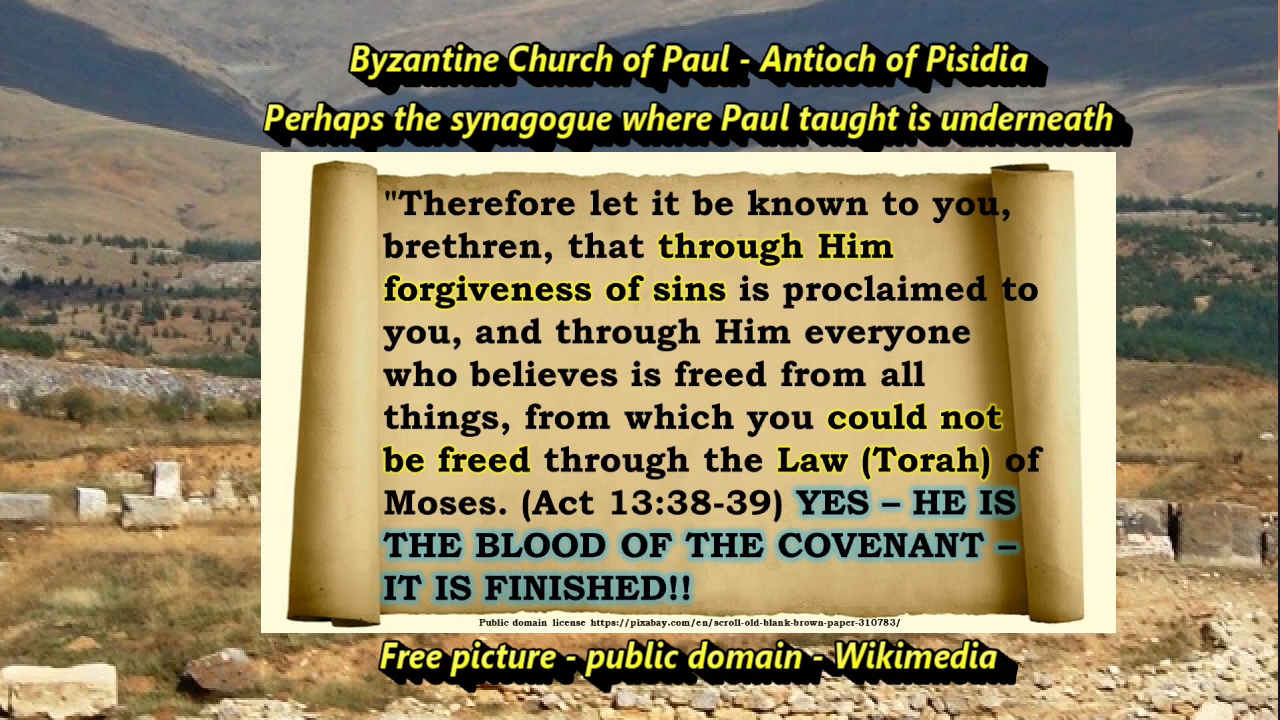 Byzantine Church of Paul - Antioch of Pisidia
Perhaps the synagogue where Paul taught is underneath
"Therefore let it be known to you,
brethren, that through Him
forgiveness of sins is proclaimed to
you, and through Him everyone
who believes is freed from all
things, from which you could not
be freed through the Law (Torah) of
Moses. (Act 13:38-39) YES – HE IS
THE BLOOD OF THE COVENANT –
IT IS FINISHED!!
Public domain license https://pixabay.com/en/scroll-old-blank-brown-paper-310783/
Free picture - public domain - Wikimedia